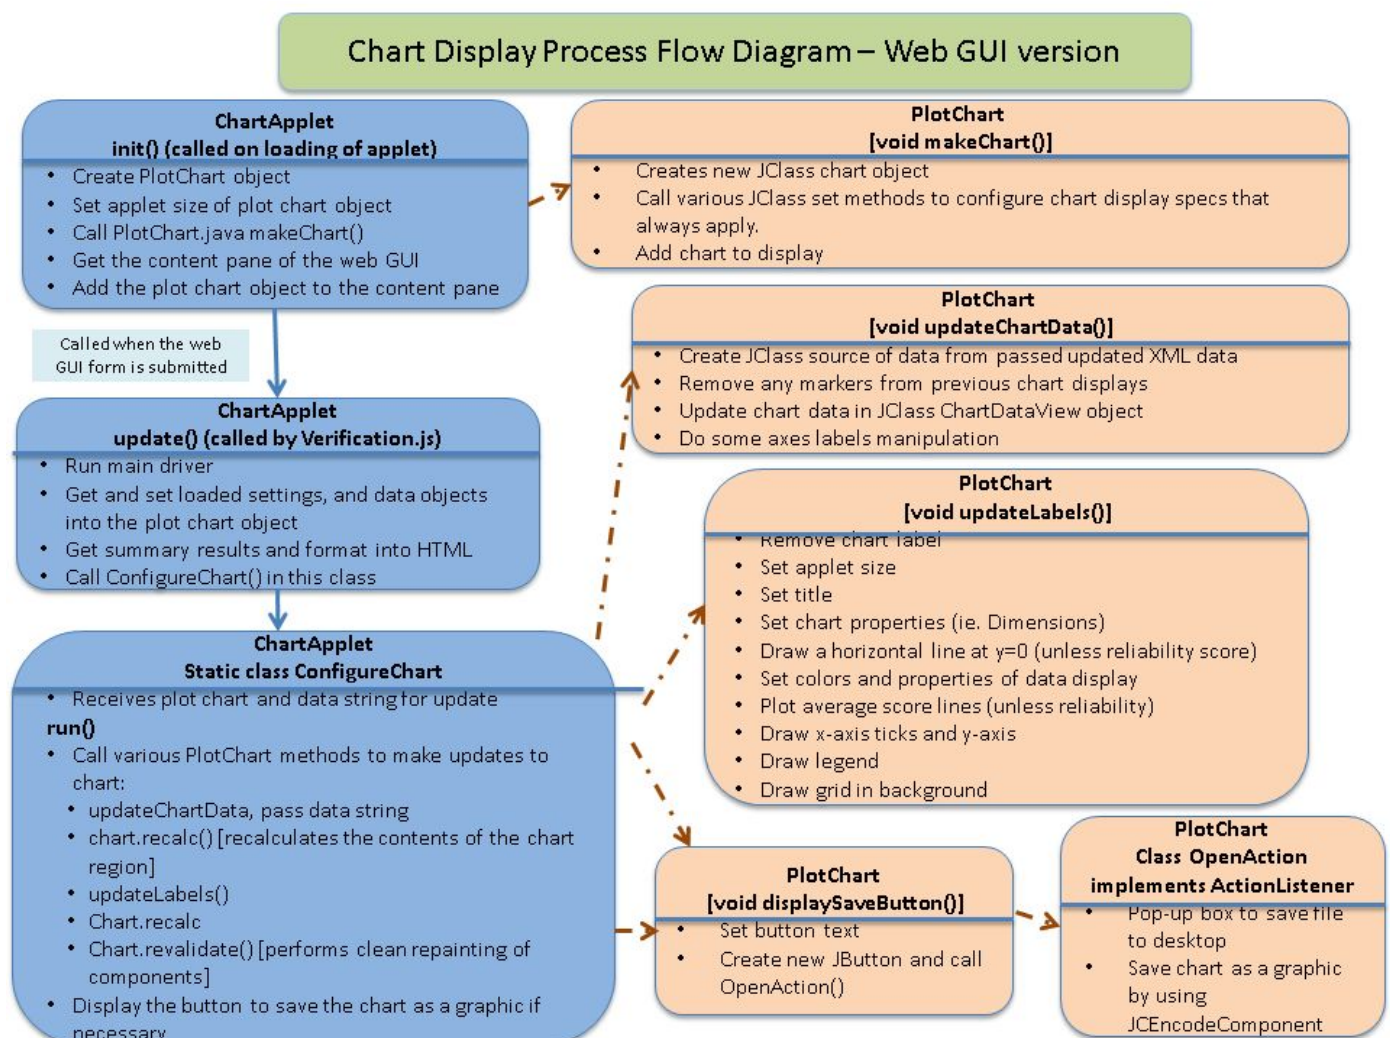 Chart Display Process Flow Diagram – Web GUI version
ChartApplet
init() (called on loading of applet)
• Create PlotChart object
• Set applet size of plot chart object
• Call PlotChart.java makeChart()
• Get the content pane of the web GUI
• Add the plot chart object to the content pane
PlotChart
[void makeChart()]
• Creates new JClass chart object
• Call various JClass set methods to configure chart display specs that
always apply.
• Add chart to display
Called when the web
GUI form is submitted
PlotChart
[void updateChartData()]
• Create JClass source of data from passed updated XML data
• Remove any markers from previous chart displays
• Update chart data in JClass ChartDataView object
• Do some axes labels manipulation
ChartApplet
update() (called by Verification.js)
• Run main driver
• Get and set loaded settings, and data objects
into the plot chart object
• Get summary results and format into HTML
• Call ConfigureChart() in this class
PlotChart
[void updateLabels()]
• Remove chart label
• Set applet size
• Set title
• Set chart properties (ie. Dimensions)
• Draw a horizontal line at y=0 (unless reliability score)
• Set colors and properties of data display
• Plot average score lines (unless reliability)
• Draw x-axis ticks and y-axis
• Draw legend
• Draw grid in background
ChartApplet
Static class ConfigureChart
• Receives plot chart and data string for update
run()
• Call various PlotChart methods to make updates to
chart:
• updateChartData, pass data string
• chart.recalc() [recalculates the contents of the chart
region]
• updateLabels()
• Chart.recalc
• Chart.revalidate() [performs clean repainting of
components]
• Display the button to save the chart as a graphic if
necessary
PlotChart
[void displaySaveButton()]
• Set button text
• Create new JButton and call
OpenAction()
PlotChart
Class OpenAction
implements ActionListener
• Pop-up box to save file
to desktop
• Save chart as a graphic
by using
JCEncodeComponent